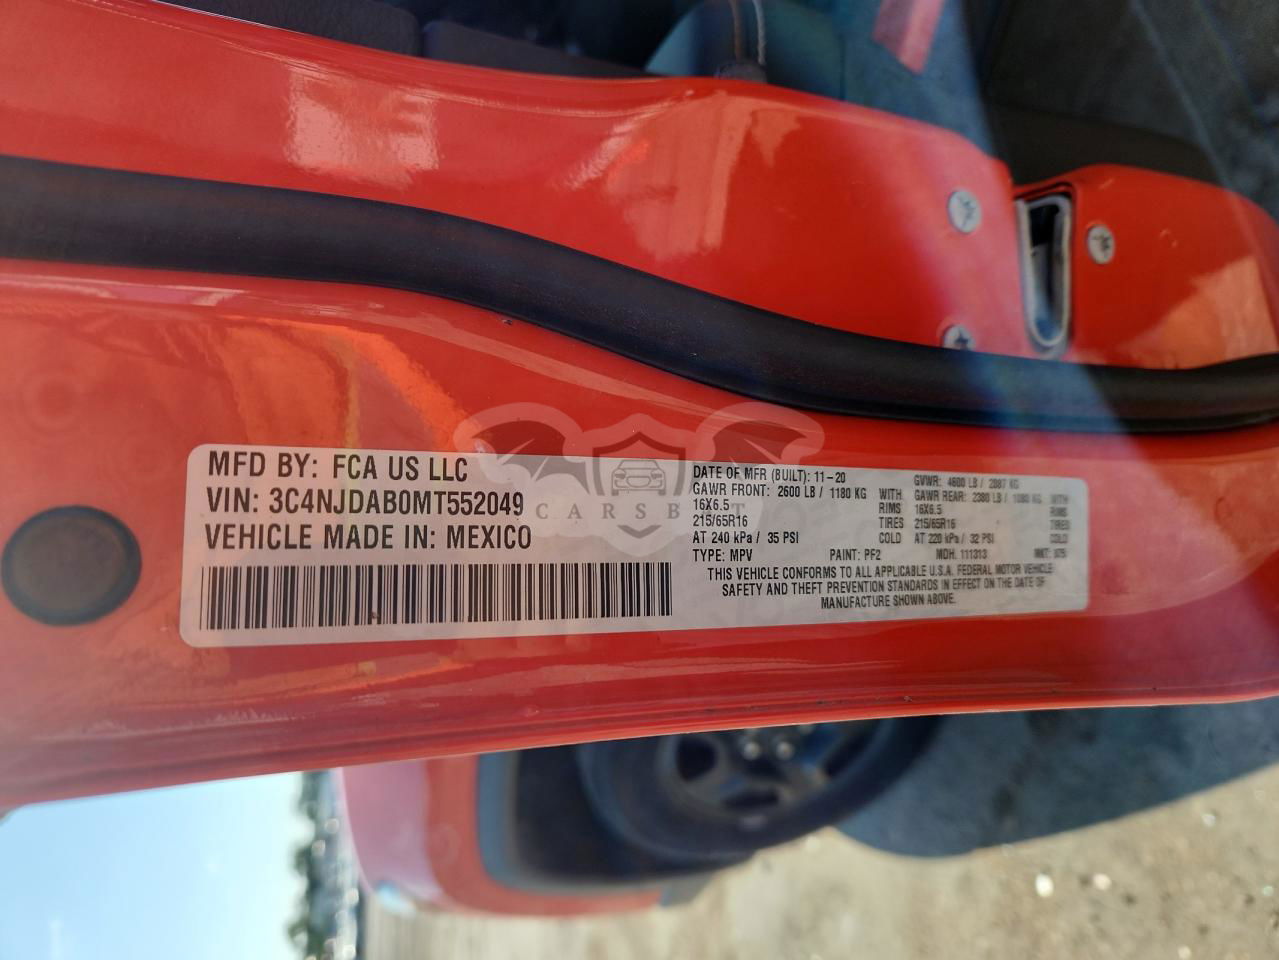 MFD BY: FCA US LLC
VIN: 3C4NJDAB0MT552049
VEHICLE MADE IN: MEXICO
DATE OF MFR (BUILT): 11-20 GVWR: 4600 LB / 2087 KG
GAWR FRONT: 2600 LB / 1180 KG WITH GAWR REAR: 2380 LB / 1080 KG WITH
16X6.5 RIMS 16X6.5 RIMS
215/65R16 TIRES 215/65R16 TIRES
AT 240 kPa / 35 PSI COLD AT 220 kPa / 32 PSI COLD
TYPE: MPV PAINT: PF2 MDH: 111313 MKT: 975
THIS VEHICLE CONFORMS TO ALL APPLICABLE U.S.A. FEDERAL MOTOR VEHICLE
SAFETY AND THEFT PREVENTION STANDARDS IN EFFECT ON THE DATE OF
MANUFACTURE SHOWN ABOVE.